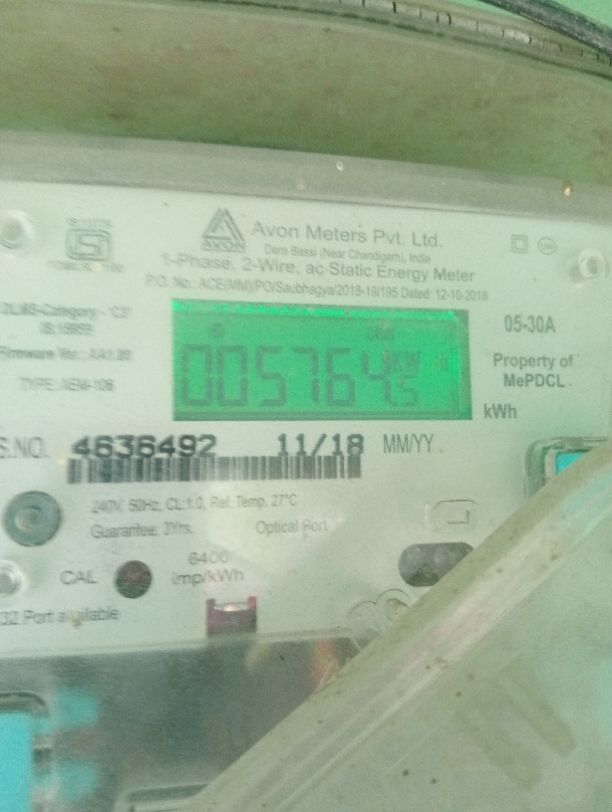 AVON
Avon Meters Pvt. Ltd.
Dera Bassi (Near Chandigarh), India
1-Phase, 2-Wire, ac Static Energy Meter
P.O. No.: ACE(MM)/PO/Saubhagya/2018-19/195 Dated: 12-10-2018
DLMS-Category - 'C3'
IS:15959
Firmware Ver.:
TYPE: AEM-106
005764.5
KW h
05-30A
Property of
MePDCL.
kWh
S.NO. 4636492 11/18 MM/YY.
240V, 50Hz, CL:1.0, Ref. Temp. 27°C
Guarantee: 2Yrs. Optical Port
CAL
6400
imp/kWh
32 Port available